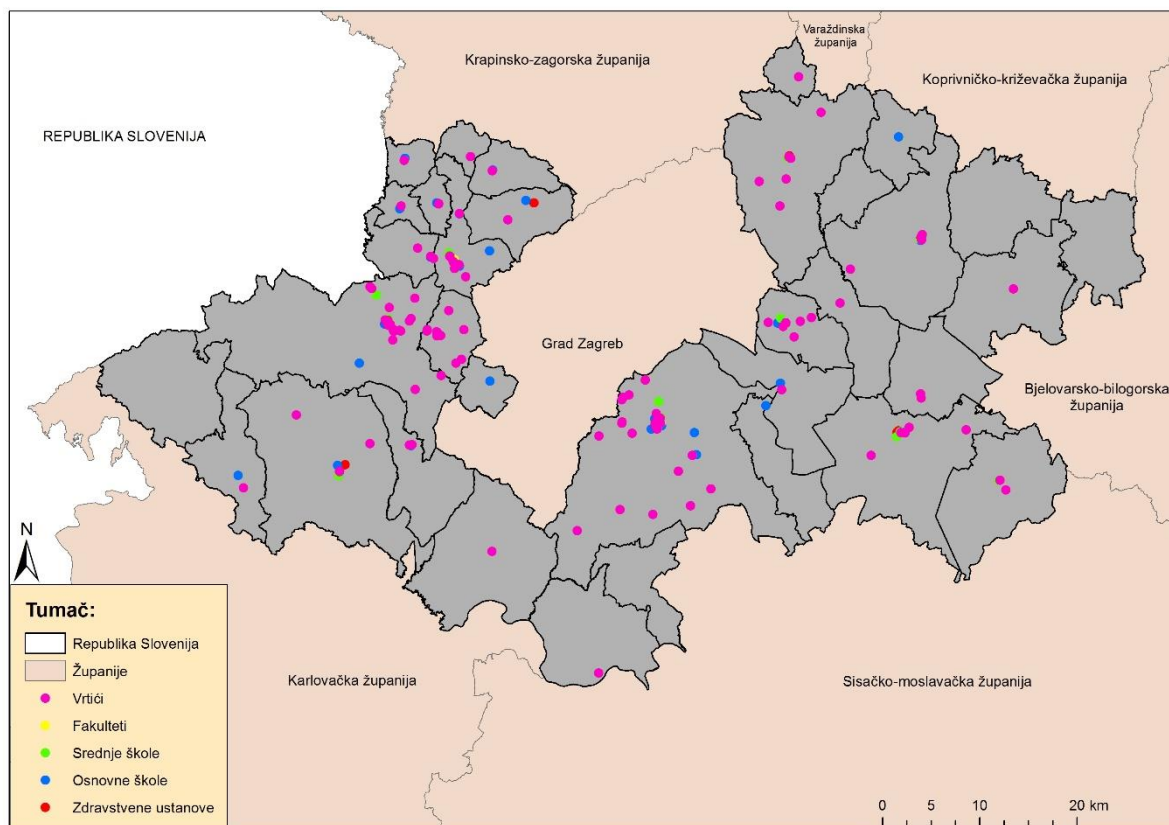 Varaždinska
županija
Krapinsko-zagorska županija
Koprivničko-križevačka županija
REPUBLIKA SLOVENIJA
Grad Zagreb
Bjelovarsko-bilogorska
županija
N
Tumač:
Republika Slovenija
Županije
Vrtići
Fakulteti
Srednje škole
Osnovne škole
Zdravstvene ustanove
Karlovačka županija
Sisačko-moslavačka županija
0 5 10 20 km